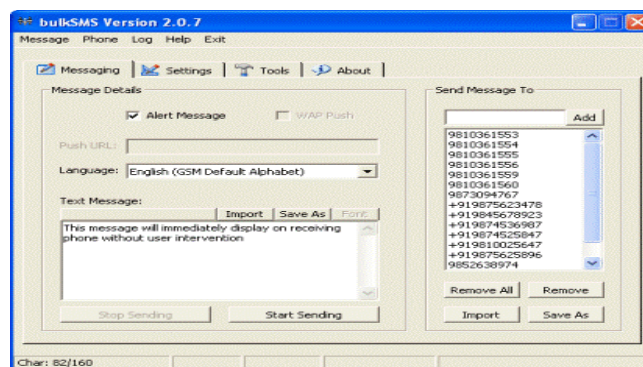 bulkSMS Version 2.0.7
Message Phone Log Help Exit
Messaging Settings Tools About
Message Details
Alert Message WAP Push
Push URL:
Language: English (GSM Default Alphabet)
Text Message:
Import Save As Font
This message will immediately display on receiving
phone without user intervention
Stop Sending Start Sending
Send Message To
Add
9810361553
9810361554
9810361555
9810361556
9810361559
9810361560
9873094767
+919875623478
+919845678923
+919874536987
+919874525847
+919810025647
+919875625896
9852638974
Remove All Remove
Import Save As
Char: 82/160